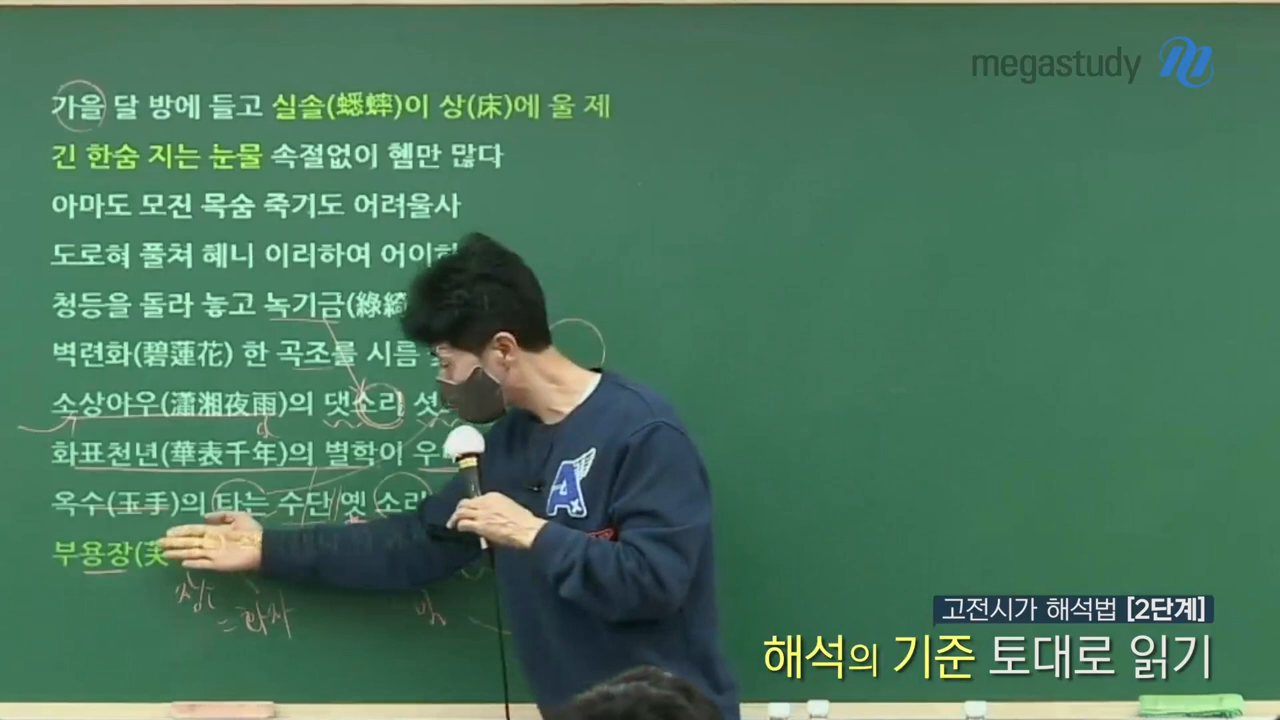 megastudy
가을 달 방에 들고 실솔(蟋蟀)이 상(床)에 울 제
긴 한숨 지는 눈물 속절없이 혬만 많다
아마도 모진 목숨 죽기도 어려울사
도로혀 풀쳐 혜니 이리하여
청등을 돌라 놓고 녹기금(綠綺
벽련화(碧蓮花) 한 곡조를 시름
소상야우(瀟湘夜雨)의 댓소리
화표천년(華表千年)의 별학이
옥수(玉手)의 타는 수단 옛 소리
부용장(芙
= 화자
고전시가 해석법 [2단계]
해석의 기준 토대로 읽기